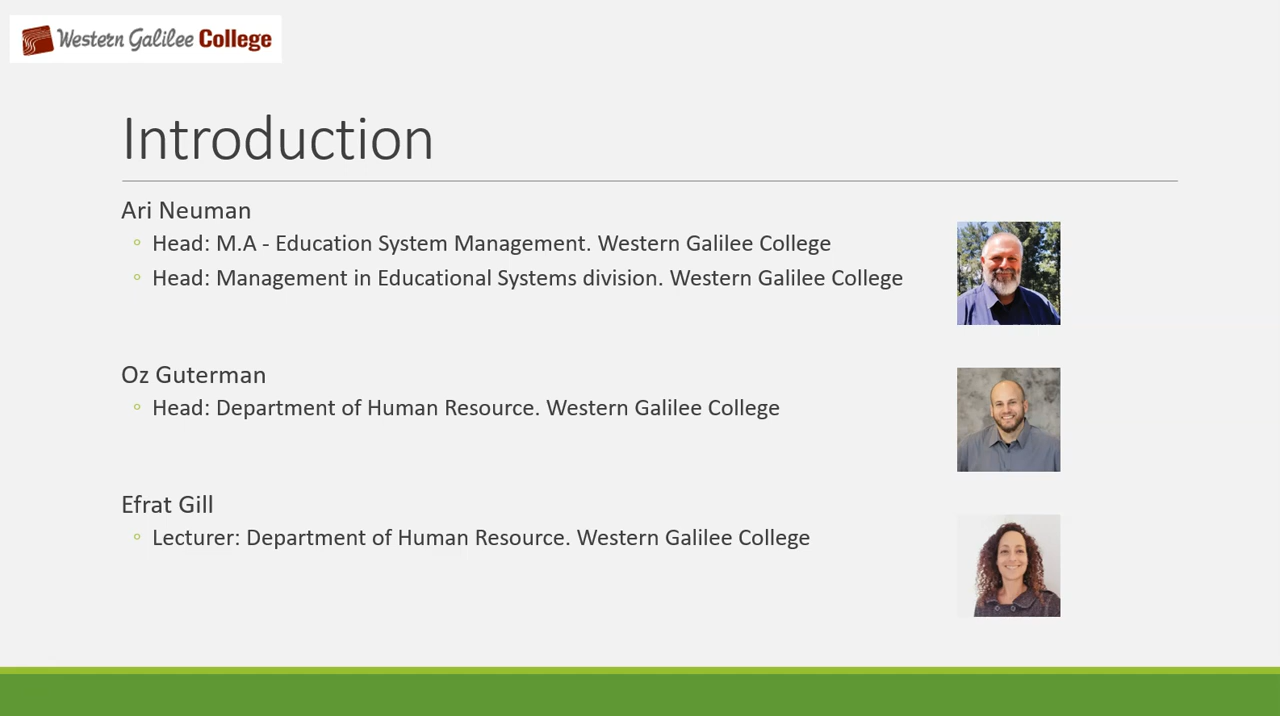 Western Galilee College
Introduction
Ari Neuman
Head: M.A - Education System Management. Western Galilee College
Head: Management in Educational Systems division. Western Galilee College
Oz Guterman
Head: Department of Human Resource. Western Galilee College
Efrat Gill
Lecturer: Department of Human Resource. Western Galilee College